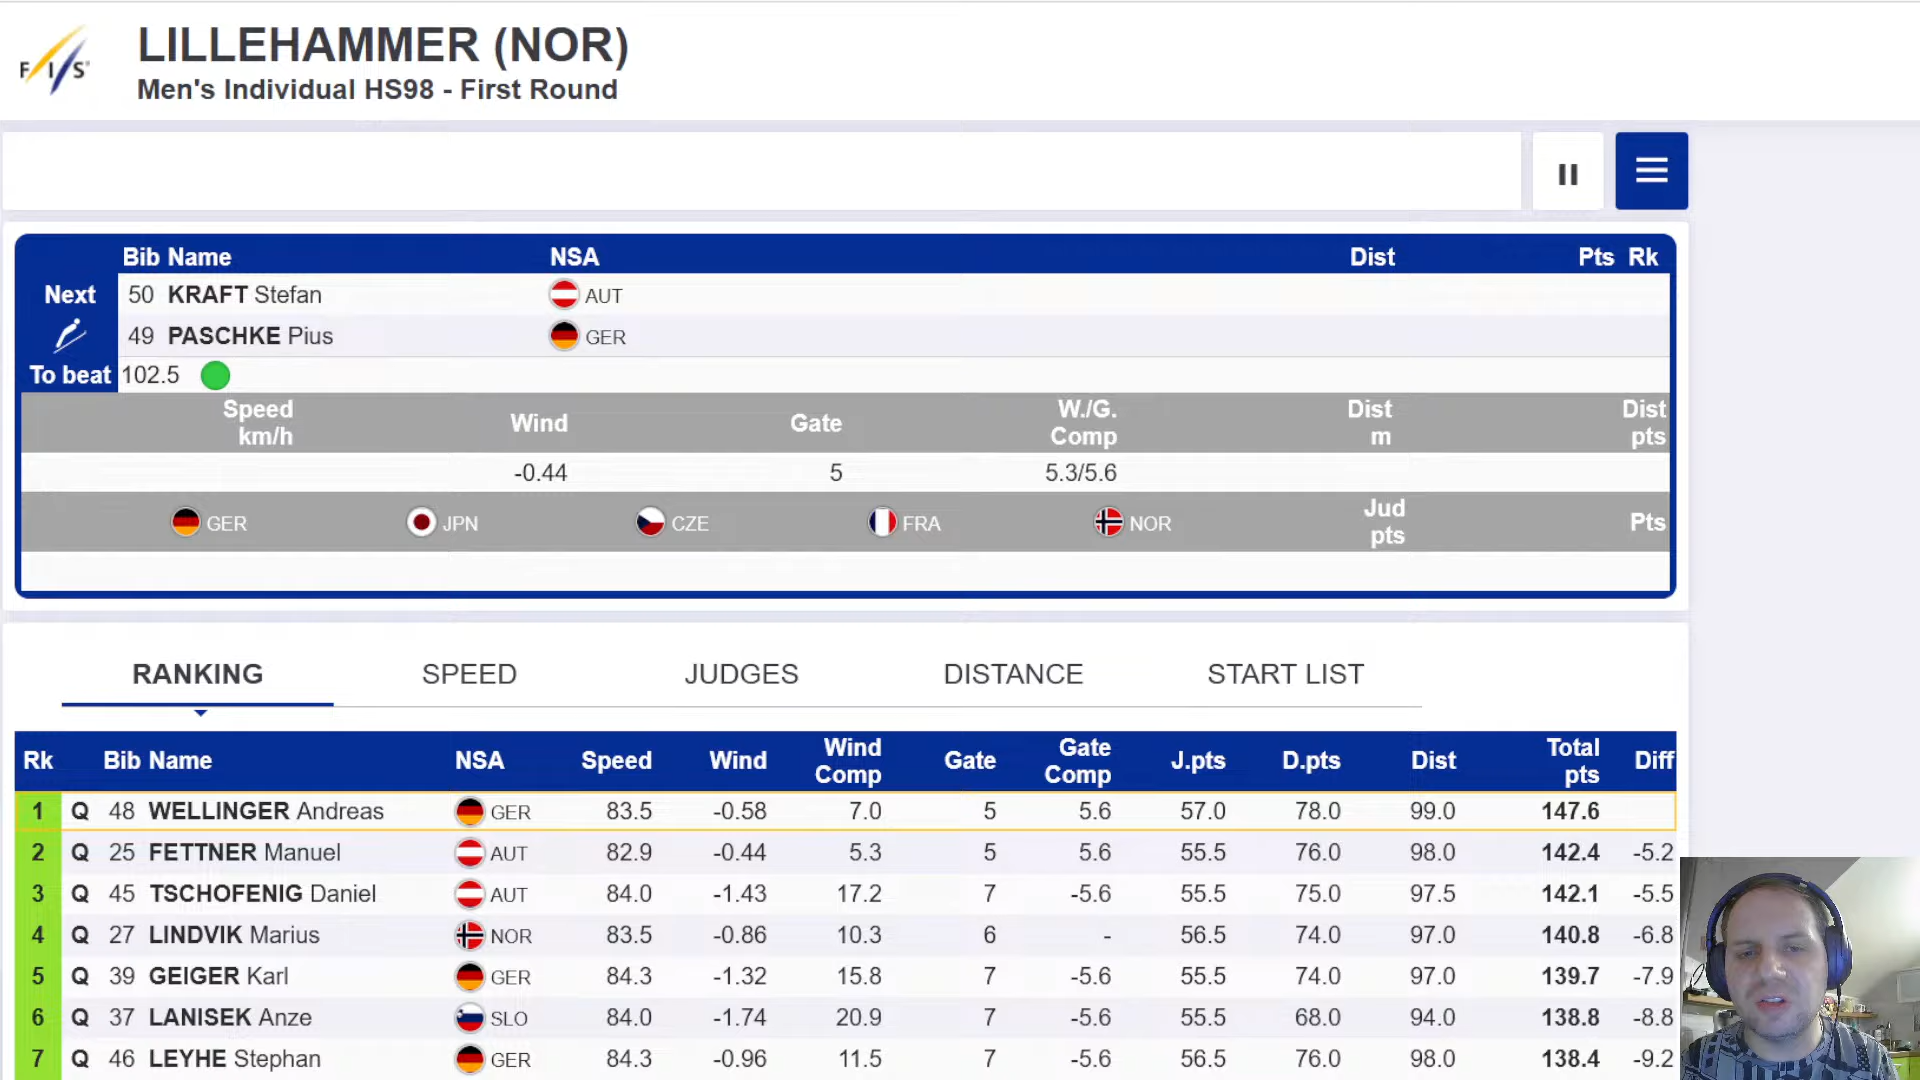 FIS
LILLEHAMMER (NOR)
Men's Individual HS98 - First Round
Bib Name NSA Dist Pts Rk
Next 50 KRAFT Stefan AUT
49 PASCHKE Pius GER
To beat 102.5
Speed km/h Wind Gate W./G. Comp Dist m Dist pts
-0.44 5 5.3/5.6
GER JPN CZE FRA NOR Jud pts Pts
RANKING SPEED JUDGES DISTANCE START LIST
Rk Bib Name NSA Speed Wind Wind Comp Gate Gate Comp J.pts D.pts Dist Total pts Diff
1 Q 48 WELLINGER Andreas GER 83.5 -0.58 7.0 5 5.6 57.0 78.0 99.0 147.6
2 Q 25 FETTNER Manuel AUT 82.9 -0.44 5.3 5 5.6 55.5 76.0 98.0 142.4 -5.2
3 Q 45 TSCHOFENIG Daniel AUT 84.0 -1.43 17.2 7 -5.6 55.5 75.0 97.5 142.1 -5.5
4 Q 27 LINDVIK Marius NOR 83.5 -0.86 10.3 6 - 56.5 74.0 97.0 140.8 -6.8
5 Q 39 GEIGER Karl GER 84.3 -1.32 15.8 7 -5.6 55.5 74.0 97.0 139.7 -7.9
6 Q 37 LANISEK Anze SLO 84.0 -1.74 20.9 7 -5.6 55.5 68.0 94.0 138.8 -8.8
7 Q 46 LEYHE Stephan GER 84.3 -0.96 11.5 7 -5.6 56.5 76.0 98.0 138.4 -9.2